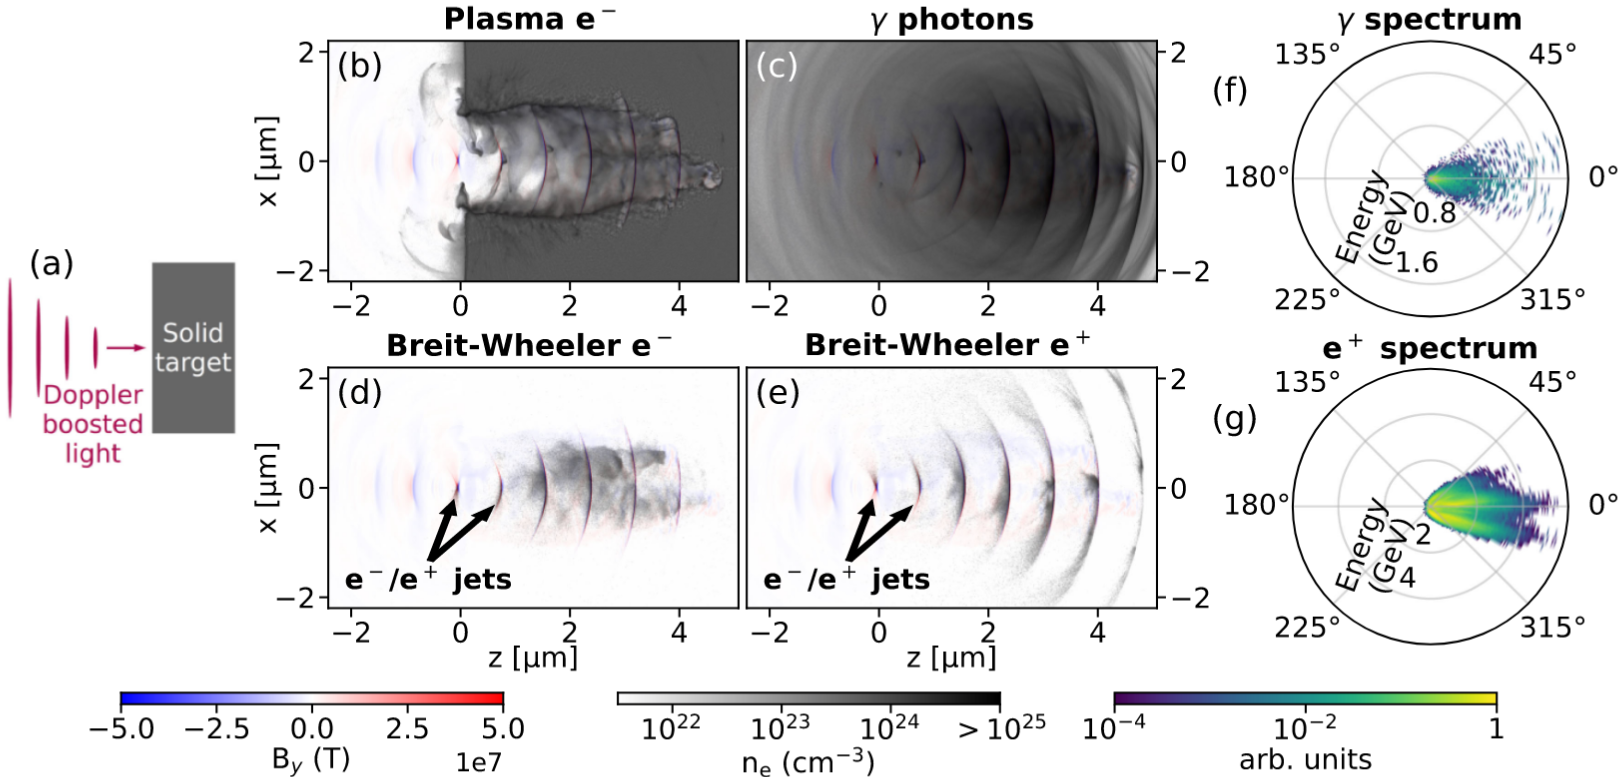 Plasma e⁻
γ photons
γ spectrum
(a)
Doppler
boosted
light
Solid
target
(b)
x [μm]
2
0
−2
−2 0 2 4
(c)
2
0
−2
−2 0 2 4
(f)
135° 45°
180° 0°
225° 315°
Energy
(GeV)
0.8
1.6
Breit-Wheeler e⁻
Breit-Wheeler e⁺
e⁺ spectrum
(d)
x [μm]
2
0
−2
e⁻/e⁺ jets
−2 0 2 4
z [μm]
(e)
2
0
−2
e⁻/e⁺ jets
−2 0 2 4
z [μm]
(g)
135° 45°
180° 0°
225° 315°
Energy
(GeV)
2
4
−5.0 −2.5 0.0 2.5 5.0
B_y (T)
1e7
10²² 10²³ 10²⁴ >10²⁵
nₑ (cm⁻³)
10⁻⁴ 10⁻² 1
arb. units